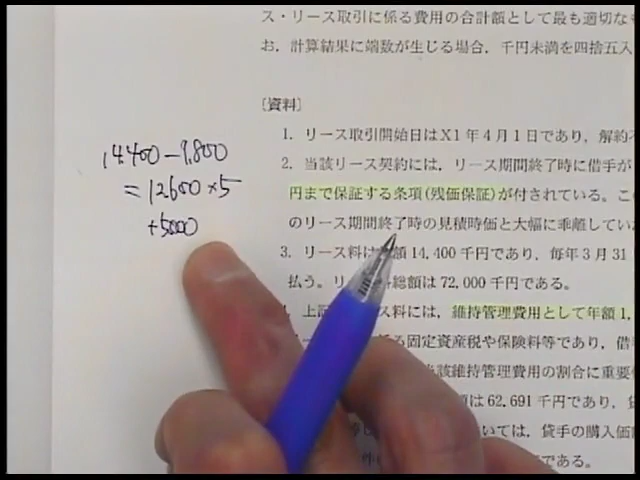 ス・リース取引に係る費用の合計額として最も適切な
お，計算結果に端数が生じる場合，千円未満を四捨五入
［資料］
1．リース取引開始日はX1年4月1日であり，解約
2．当該リース契約には，リース期間終了時に借手が
円まで保証する条項(残価保証)が付されている。こ
のリース期間終了時の見積時価と大幅に乖離してい
3．リース料は 額14,400千円であり，毎年3月31
払う。リ 料総額は72,000千円である。
上 ス料には，維持管理費用として年額1,
る固定資産税や保険料等であり，借
当該維持管理費用の割合に重要
額は62,691千円であり，
いては，貸手の購入価
である。
14400－1,800
＝12600×5
＋5000